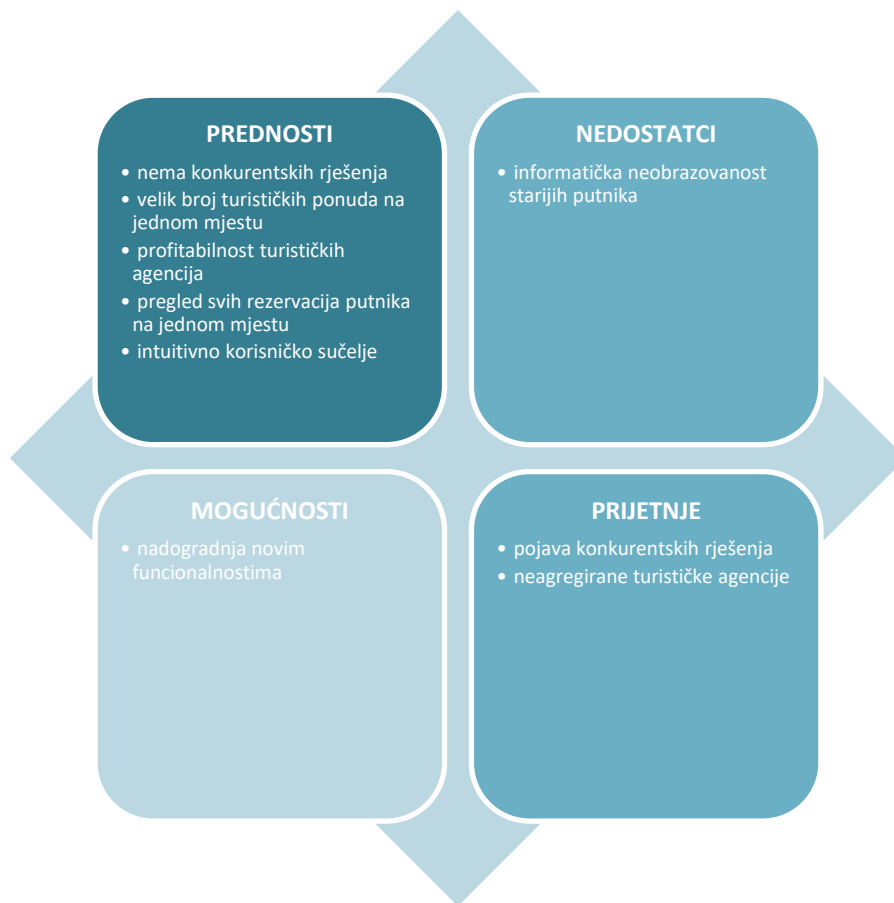 PREDNOSTI
• nema konkurentskih rješenja
• velik broj turističkih ponuda na
jednom mjestu
• profitabilnost turističkih
agencija
• pregled svih rezervacija putnika
na jednom mjestu
• intuitivno korisničko sučelje
NEDOSTATCI
• informatička neobrazovanost
starijih putnika
MOGUĆNOSTI
• nadogradnja novim
funcionalnostima
PRIJETNJE
• pojava konkurentskih rješenja
• neagregirane turističke agencije